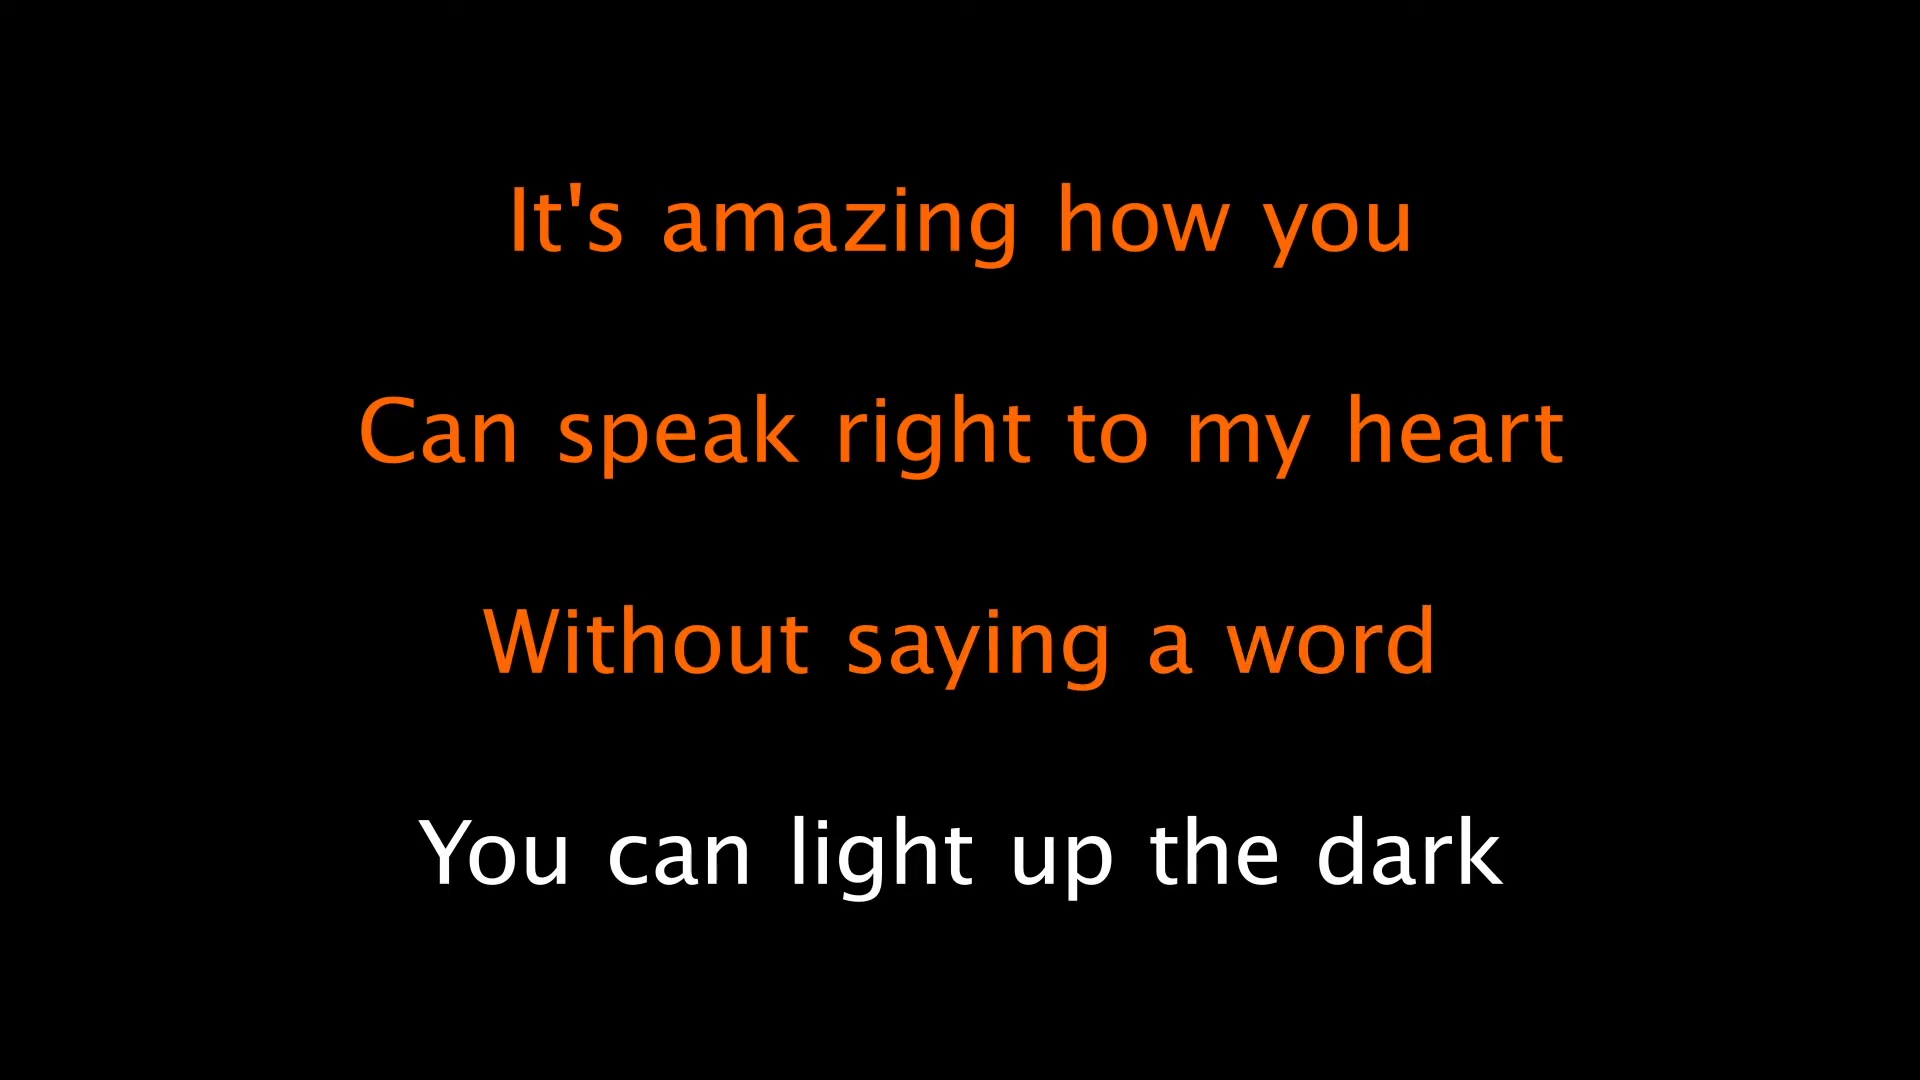 It's amazing how you
Can speak right to my heart
Without saying a word
You can light up the dark